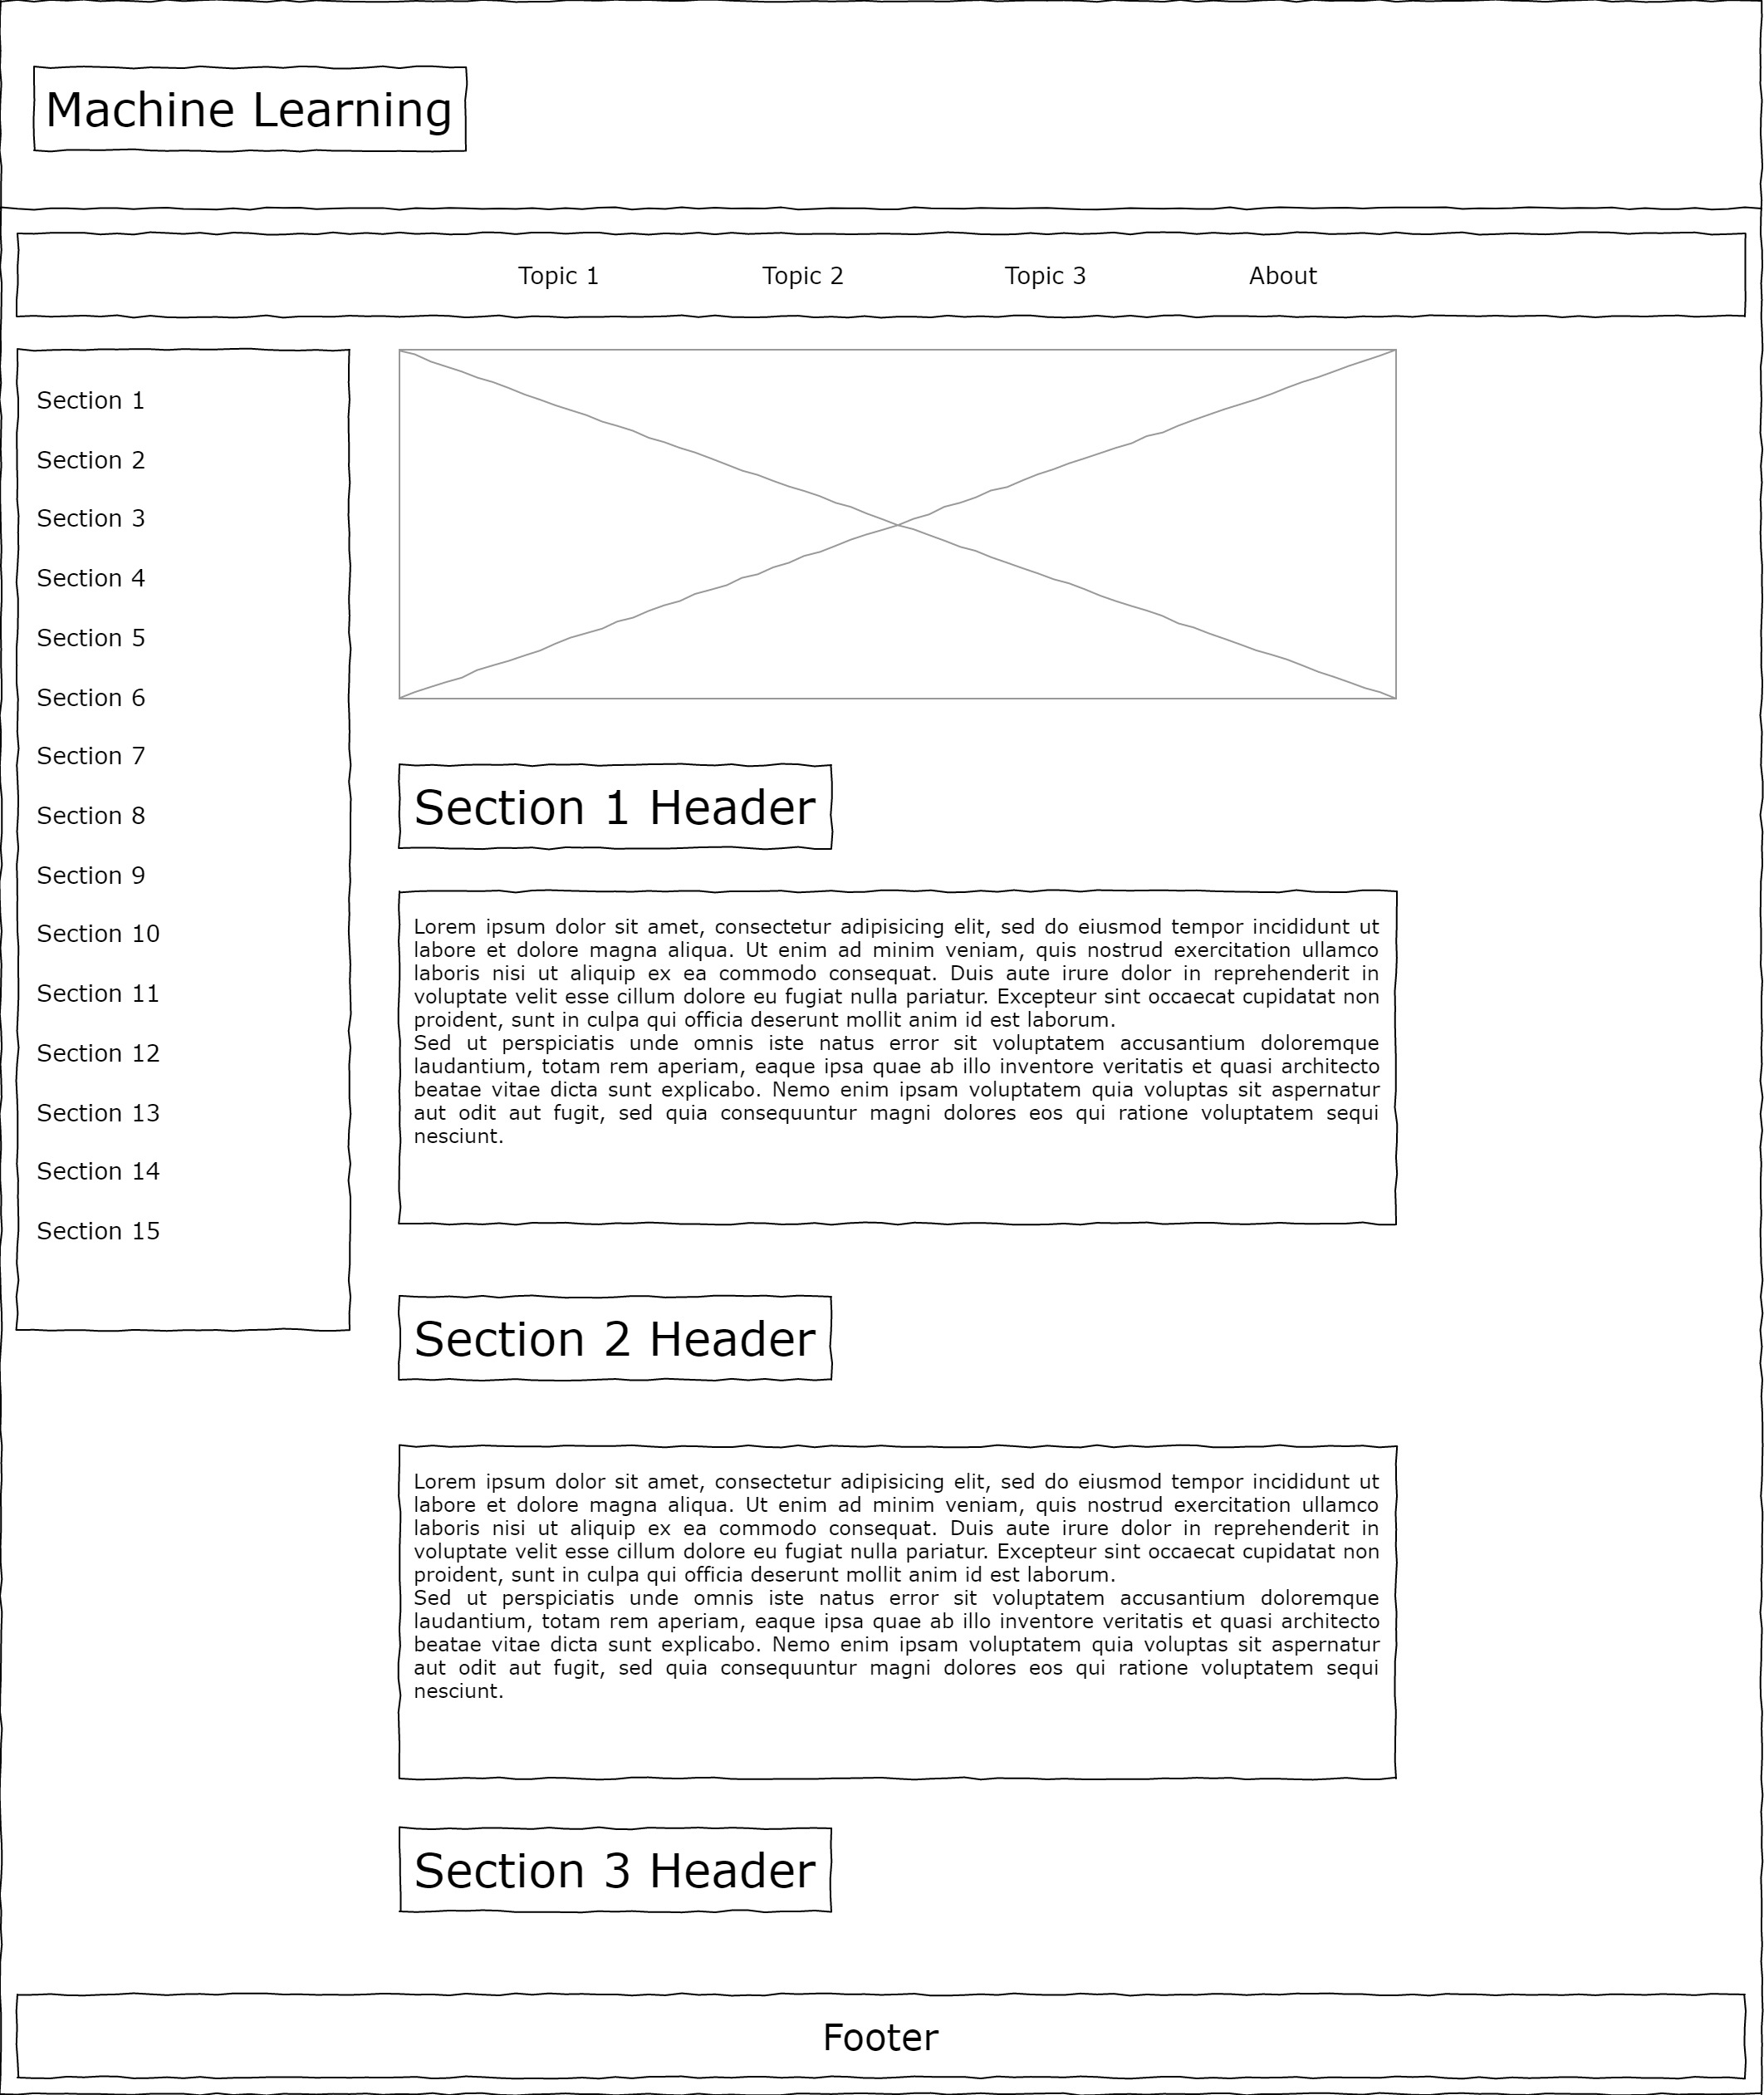 Machine Learning
Topic 1 Topic 2 Topic 3 About
Section 1
Section 2
Section 3
Section 4
Section 5
Section 6
Section 7
Section 8
Section 9
Section 10
Section 11
Section 12
Section 13
Section 14
Section 15
Section 1 Header
Lorem ipsum dolor sit amet, consectetur adipisicing elit, sed do eiusmod tempor incididunt ut
labore et dolore magna aliqua. Ut enim ad minim veniam, quis nostrud exercitation ullamco
laboris nisi ut aliquip ex ea commodo consequat. Duis aute irure dolor in reprehenderit in
voluptate velit esse cillum dolore eu fugiat nulla pariatur. Excepteur sint occaecat cupidatat non
proident, sunt in culpa qui officia deserunt mollit anim id est laborum.
Sed ut perspiciatis unde omnis iste natus error sit voluptatem accusantium doloremque
laudantium, totam rem aperiam, eaque ipsa quae ab illo inventore veritatis et quasi architecto
beatae vitae dicta sunt explicabo. Nemo enim ipsam voluptatem quia voluptas sit aspernatur
aut odit aut fugit, sed quia consequuntur magni dolores eos qui ratione voluptatem sequi
nesciunt.
Section 2 Header
Lorem ipsum dolor sit amet, consectetur adipisicing elit, sed do eiusmod tempor incididunt ut
labore et dolore magna aliqua. Ut enim ad minim veniam, quis nostrud exercitation ullamco
laboris nisi ut aliquip ex ea commodo consequat. Duis aute irure dolor in reprehenderit in
voluptate velit esse cillum dolore eu fugiat nulla pariatur. Excepteur sint occaecat cupidatat non
proident, sunt in culpa qui officia deserunt mollit anim id est laborum.
Sed ut perspiciatis unde omnis iste natus error sit voluptatem accusantium doloremque
laudantium, totam rem aperiam, eaque ipsa quae ab illo inventore veritatis et quasi architecto
beatae vitae dicta sunt explicabo. Nemo enim ipsam voluptatem quia voluptas sit aspernatur
aut odit aut fugit, sed quia consequuntur magni dolores eos qui ratione voluptatem sequi
nesciunt.
Section 3 Header
Footer